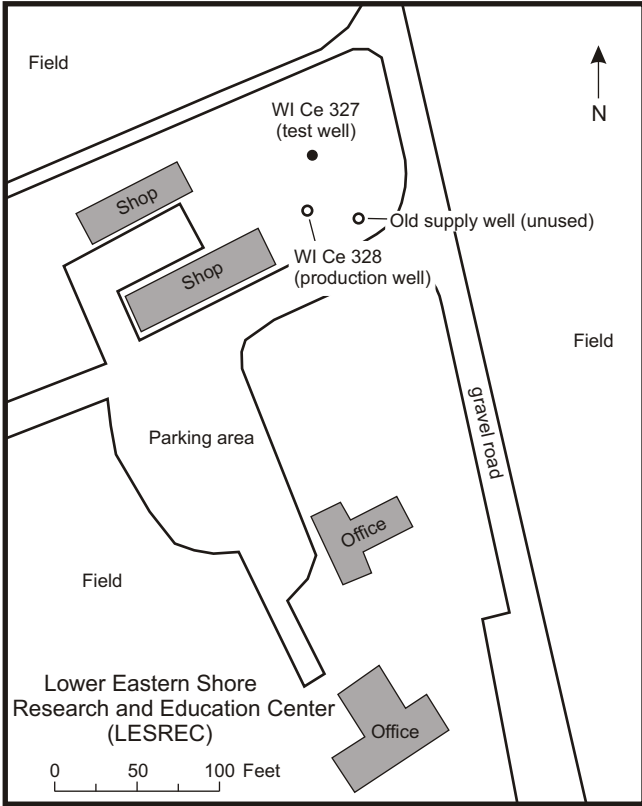 Field
WI Ce 327
(test well)
N
Shop
Old supply well (unused)
Shop
WI Ce 328
(production well)
Field
gravel road
Parking area
Office
Field
Lower Eastern Shore
Research and Education Center
(LESREC)
Office
0 50 100 Feet